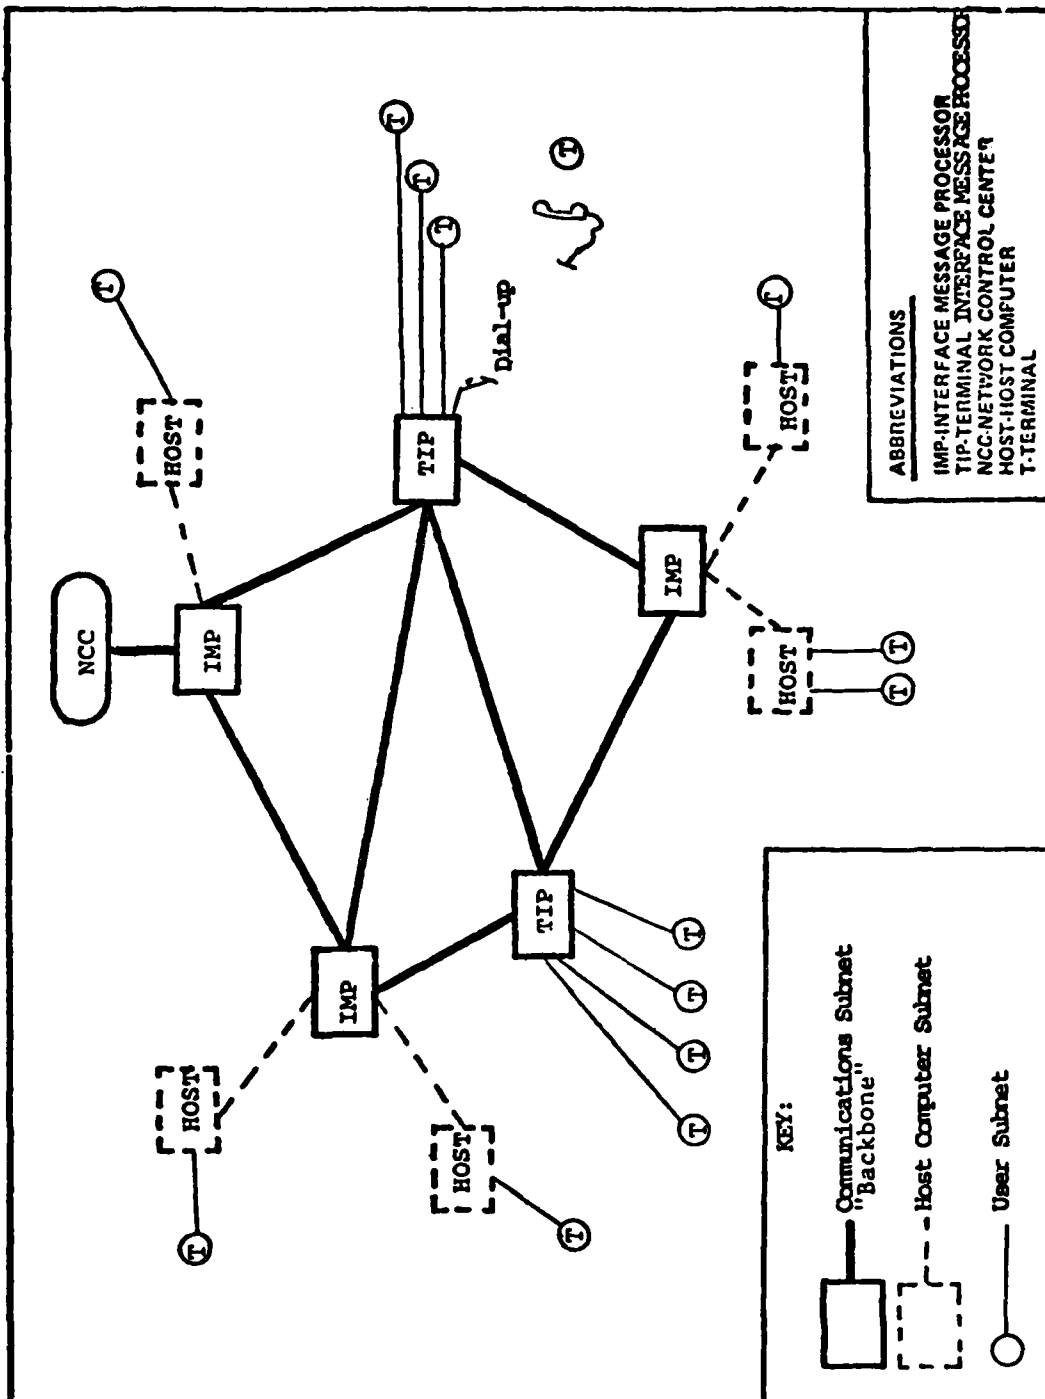 NCC
T
HOST
T
HOST
IMP
IMP
T
T
TIP
T
HOST
Dial-up
TIP
T
T
IMP
T
T
T
T
HOST
HOST
T
T
T
KEY:
Communications Subnet
"Backbone"
Host Computer Subnet
User Subnet
ABBREVIATIONS
IMP-INTERFACE MESSAGE PROCESSOR
TIP-TERMINAL INTERFACE MESSAGE PROCESSOR
NCC-NETWORK CONTROL CENTER
HOST-HOST COMPUTER
T-TERMINAL